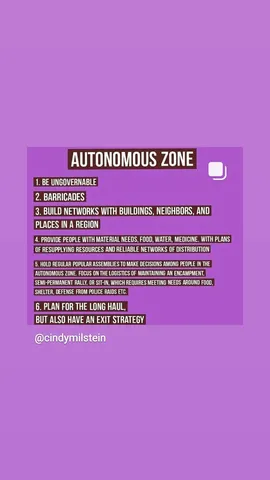 AUTONOMOUS ZONE
1. BE UNGOVERNABLE
2. BARRICADES
3. BUILD NETWORKS WITH BUILDINGS, NEIGHBORS, AND
PLACES IN A REGION
4. PROVIDE PEOPLE WITH MATERIAL NEEDS, FOOD, WATER, MEDICINE, WITH PLANS
OF RESUPPLYING RESOURCES AND RELIABLE NETWORKS OF DISTRIBUTION
5. HOLD REGULAR POPULAR ASSEMBLIES TO MAKE DECISIONS AMONG PEOPLE IN THE
AUTONOMOUS ZONE. FOCUS ON THE LOGISTICS OF MAINTAINING AN ENCAMPMENT,
SEMI-PERMANENT RALLY, OR SIT-IN, WHICH REQUIRES MEETING NEEDS AROUND FOOD,
SHELTER, DEFENSE FROM POLICE RAIDS ETC.
6. PLAN FOR THE LONG HAUL,
BUT ALSO HAVE AN EXIT STRATEGY
@cindymilstein